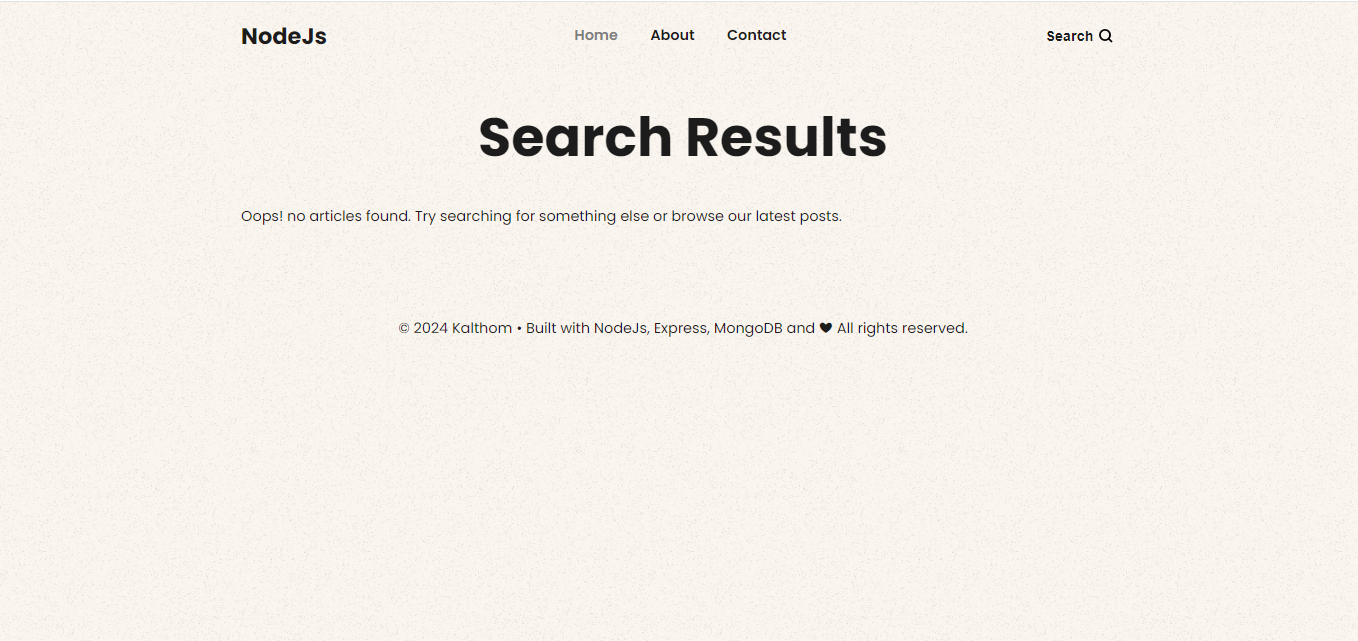 NodeJs
Home About Contact
Search
Search Results
Oops! no articles found. Try searching for something else or browse our latest posts.
© 2024 Kalthom • Built with NodeJs, Express, MongoDB and ♥ All rights reserved.